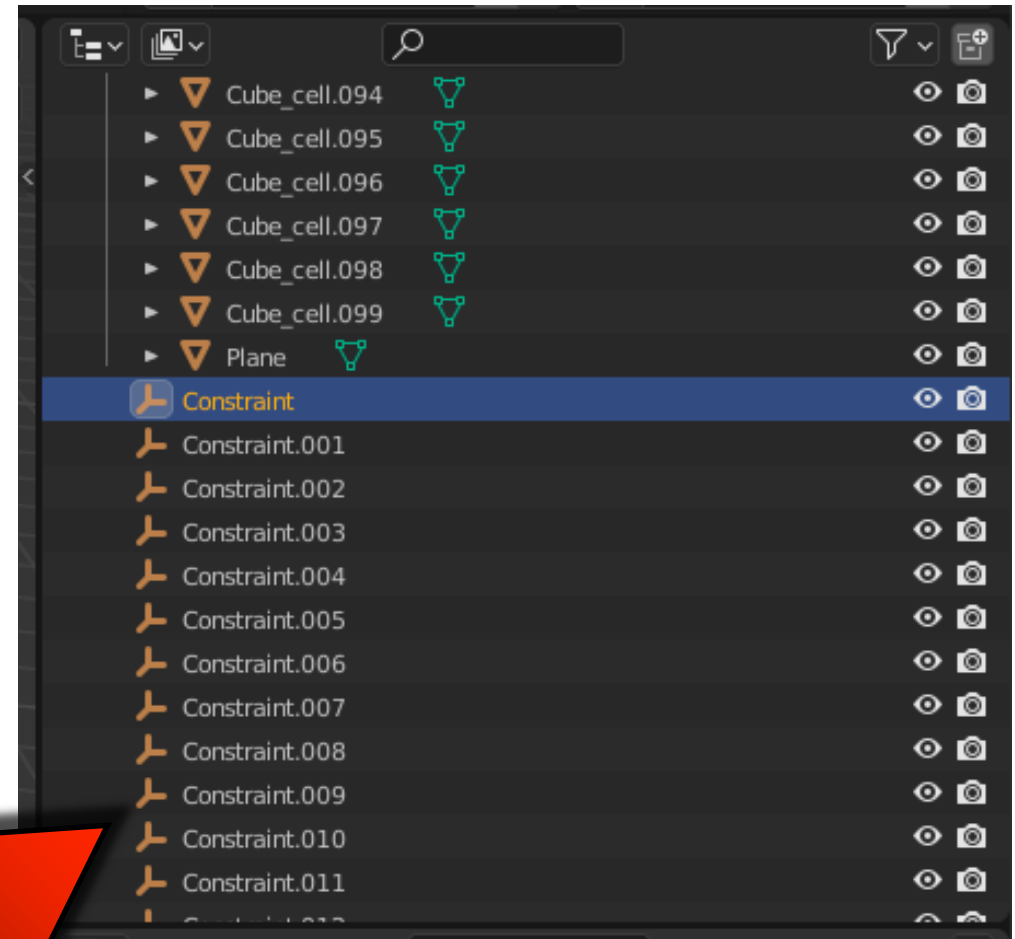 Cube_cell.094
Cube_cell.095
Cube_cell.096
Cube_cell.097
Cube_cell.098
Cube_cell.099
Plane
Constraint
Constraint.001
Constraint.002
Constraint.003
Constraint.004
Constraint.005
Constraint.006
Constraint.007
Constraint.008
Constraint.009
Constraint.010
Constraint.011